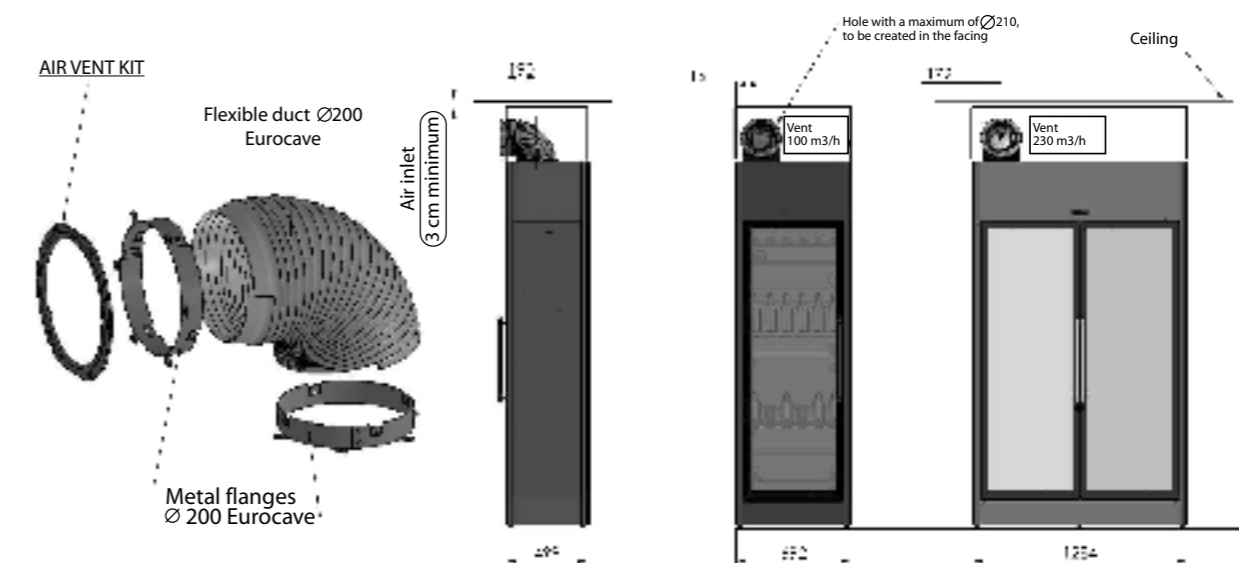 AIR VENT KIT
Flexible duct ∅200
Eurocave
Metal flanges
∅ 200 Eurocave
Air inlet
3 cm minimum
Hole with a maximum of ∅210,
to be created in the facing
Ceiling
Vent
100 m3/h
Vent
230 m3/h